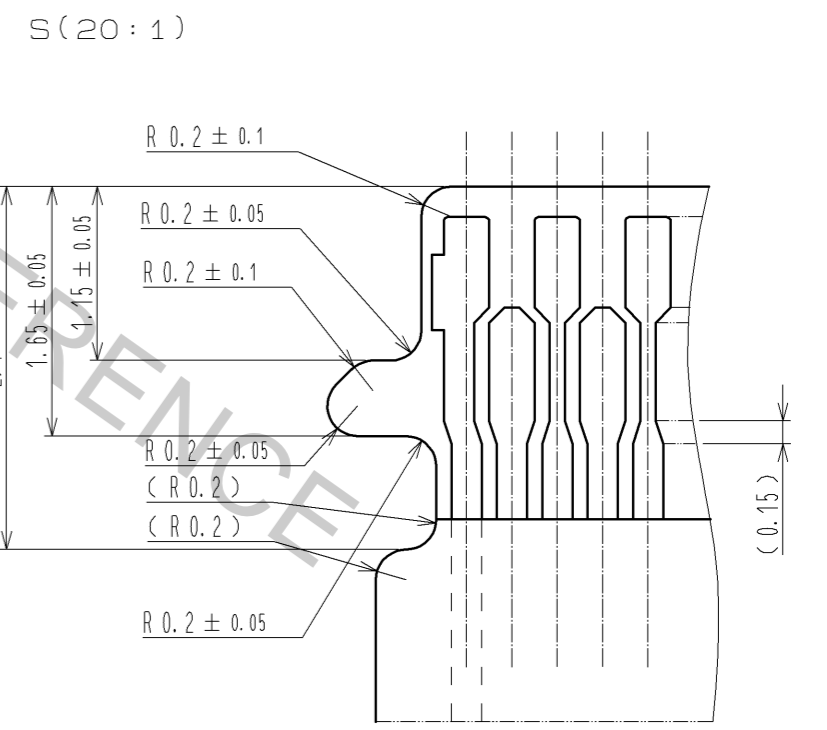 S(20:1)
R 0.2 ± 0.1
R 0.2 ± 0.05
R 0.2 ± 0.1
1.15 ± 0.05
1.65 ± 0.05
R 0.2 ± 0.05
(R 0.2)
(R 0.2)
R 0.2 ± 0.05
(0.15)
FERENCE